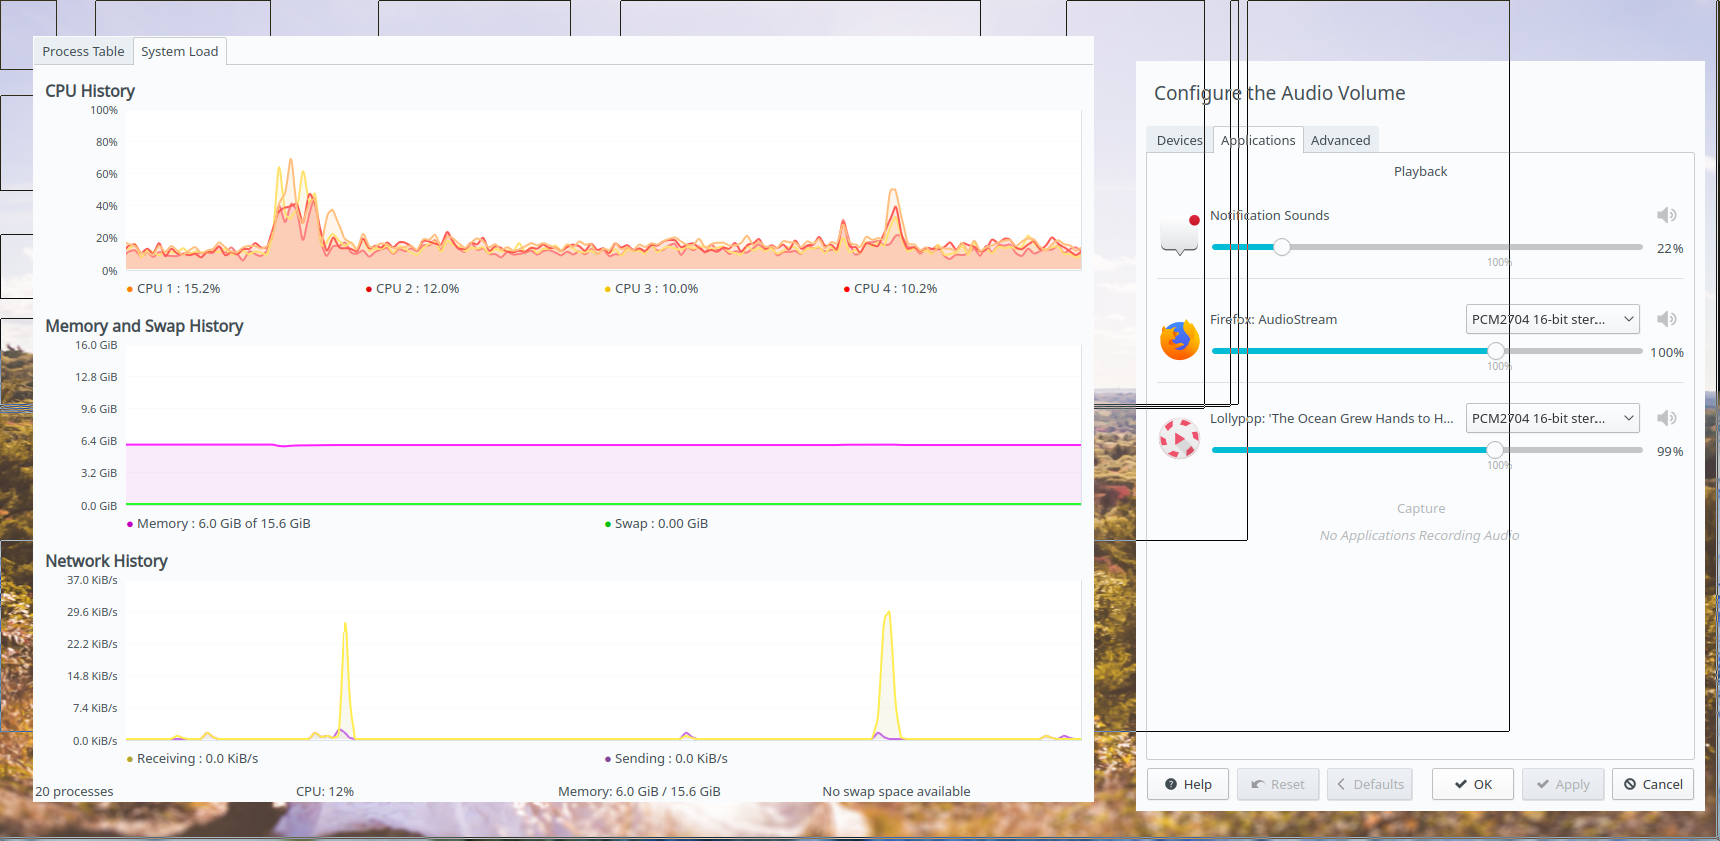 Process Table System Load
CPU History
100%
80%
60%
40%
20%
0%
CPU 1 : 15.2% CPU 2 : 12.0% CPU 3 : 10.0% CPU 4 : 10.2%
Memory and Swap History
16.0 GiB
12.8 GiB
9.6 GiB
6.4 GiB
3.2 GiB
0.0 GiB
Memory : 6.0 GiB of 15.6 GiB Swap : 0.00 GiB
Network History
37.0 KiB/s
29.6 KiB/s
22.2 KiB/s
14.8 KiB/s
7.4 KiB/s
0.0 KiB/s
Receiving : 0.0 KiB/s Sending : 0.0 KiB/s
20 processes CPU: 12% Memory: 6.0 GiB / 15.6 GiB No swap space available
Configure the Audio Volume
Devices Applications Advanced
Playback
Notification Sounds
22%
100%
Firefox: AudioStream PCM2704 16-bit ster...
100%
100%
Lollypop: 'The Ocean Grew Hands to H... PCM2704 16-bit ster...
99%
100%
Capture
No Applications Recording Audio
Help Reset Defaults OK Apply Cancel